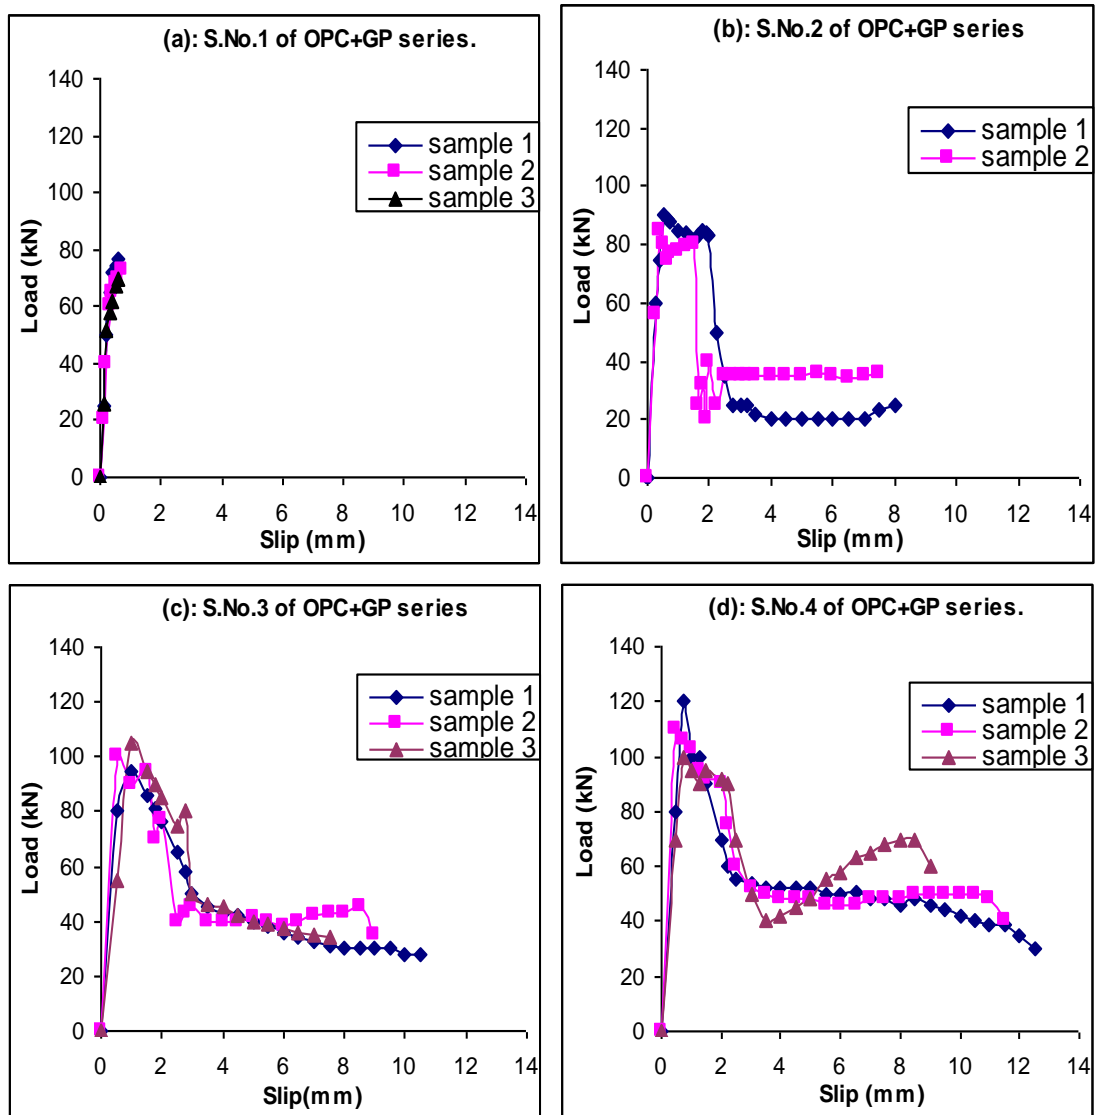 (a): S.No.1 of OPC+GP series.
140
120
100
80
60
40
20
0
Load (kN)
sample 1
sample 2
sample 3
0 2 4 6 8 10 12 14
Slip (mm)
(b): S.No.2 of OPC+GP series
140
120
100
80
60
40
20
0
Load (kN)
sample 1
sample 2
0 2 4 6 8 10 12 14
Slip (mm)
(c): S.No.3 of OPC+GP series
140
120
100
80
60
40
20
0
Load (kN)
sample 1
sample 2
sample 3
0 2 4 6 8 10 12 14
Slip(mm)
(d): S.No.4 of OPC+GP series.
140
120
100
80
60
40
20
0
Load (kN)
sample 1
sample 2
sample 3
0 2 4 6 8 10 12 14
Slip (mm)